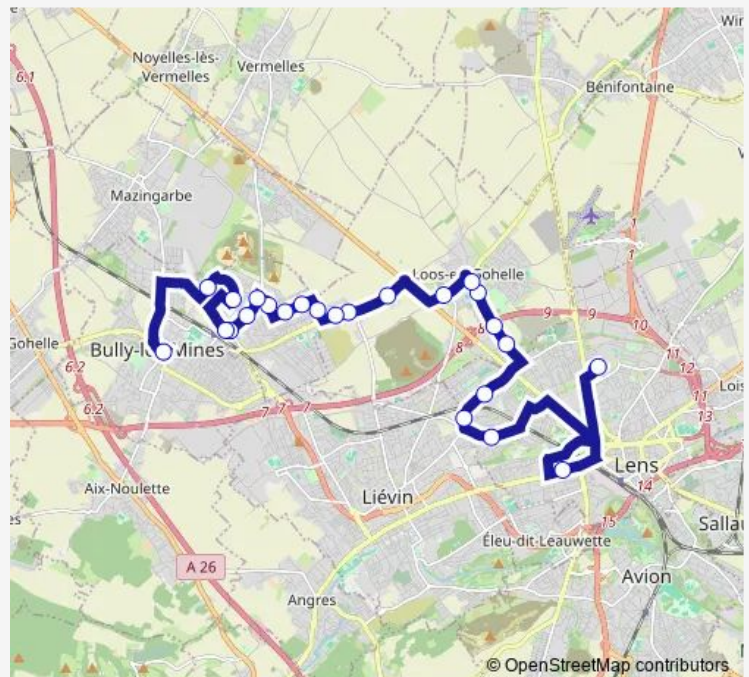 Win
Noyelles-lès-
Vermelles
Vermelles
6.1
Bénifontaine
Mazingarbe
1
1
Loos-en-Gohelle
9
9
10
8
8
Gohelle
Bully-les-Mines
11
12
6.2
Lois
11
6.2
7
7
7
13
Lens
14
Aix-Noulette
Liévin
15
Sallau
Éleu-dit-Leauwette
A 26
Avion
Angres
© OpenStreetMap contributors